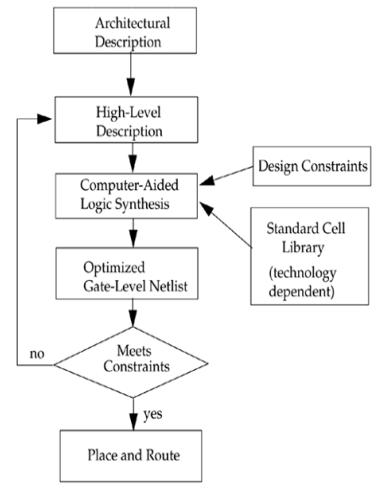 Architectural
Description
High-Level
Description
Design Constraints
Computer-Aided
Logic Synthesis
Standard Cell
Library
(technology
dependent)
Optimized
Gate-Level Netlist
Meets
Constraints
no
yes
Place and Route